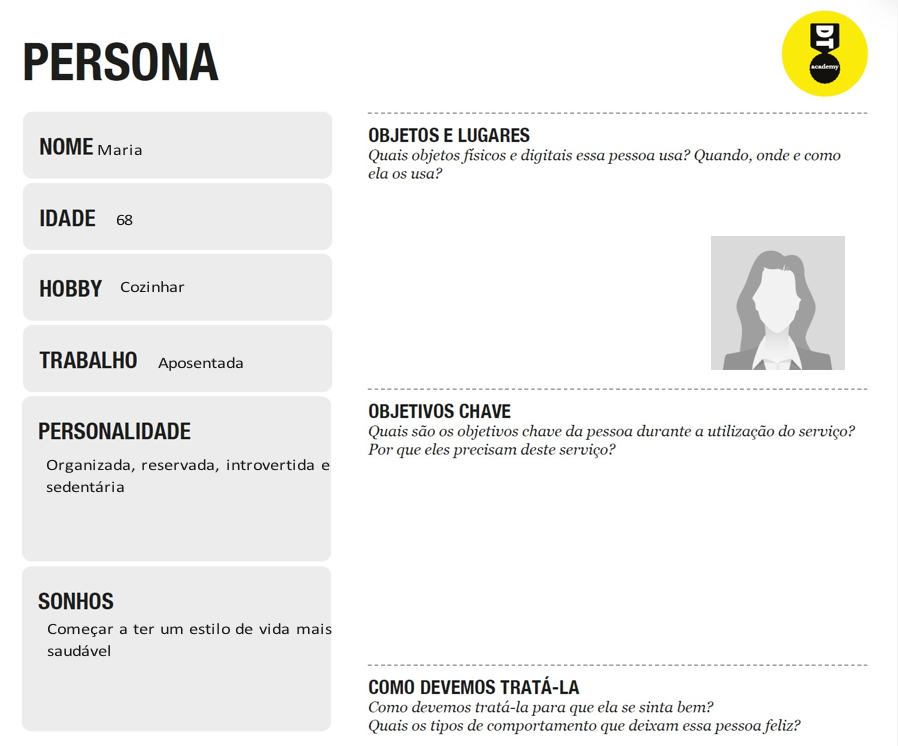 PERSONA
DT
academy
NOME Maria
IDADE 68
HOBBY Cozinhar
TRABALHO Aposentada
PERSONALIDADE
Organizada, reservada, introvertida e
sedentária
SONHOS
Começar a ter um estilo de vida mais
saudável
OBJETOS E LUGARES
Quais objetos físicos e digitais essa pessoa usa? Quando, onde e como
ela os usa?
OBJETIVOS CHAVE
Quais são os objetivos chave da pessoa durante a utilização do serviço?
Por que eles precisam deste serviço?
COMO DEVEMOS TRATÁ-LA
Como devemos tratá-la para que ela se sinta bem?
Quais os tipos de comportamento que deixam essa pessoa feliz?